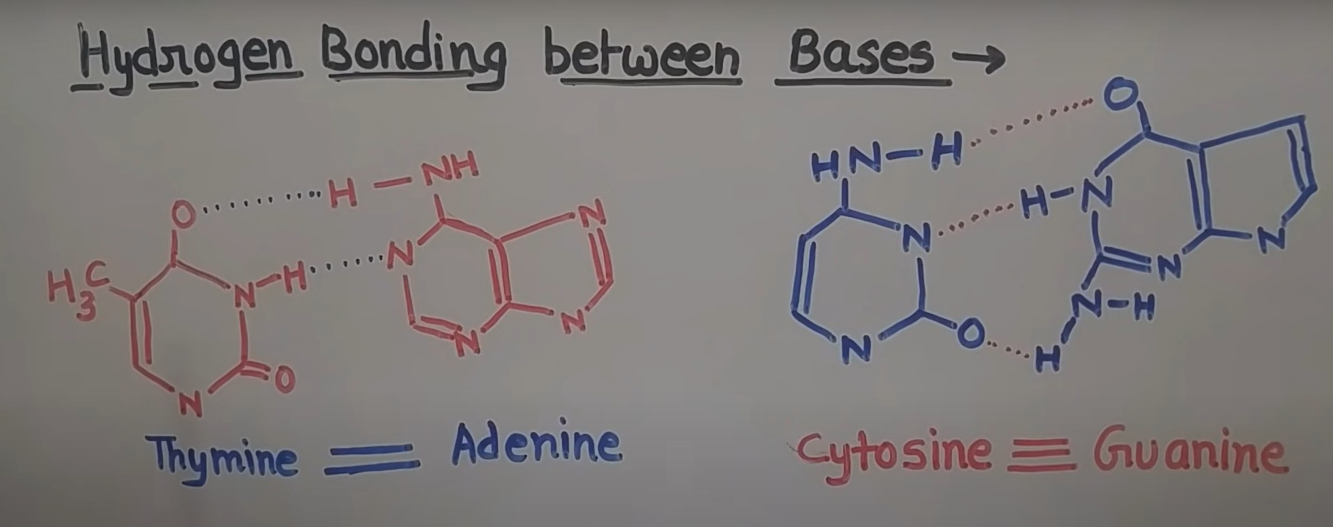 Hydrogen Bonding between Bases →
O H – NH
H3C N – H N N
N O N N
HN – H O
N H – N
N O N N
N – H
H
Thymine = Adenine
Cytosine ≡ Guanine